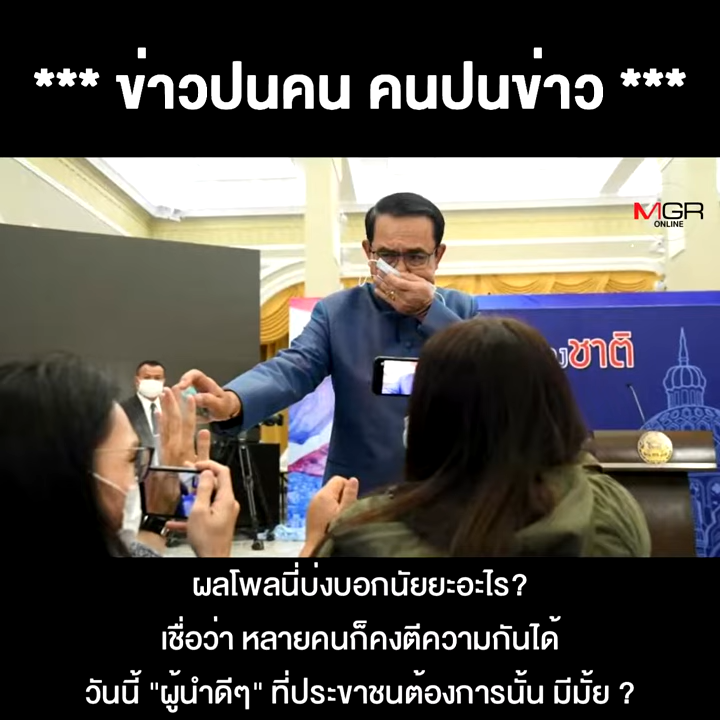 *** ข่าวปนคน คนปนข่าว ***
MGR
ONLINE
ชาติ
ผลโพลนี่บ่งบอกนัยยะอะไร?
เชื่อว่า หลายคนก็คงตีความกันได้
วันนี้ "ผู้นำดีๆ" ที่ประชาชนต้องการนั้น มีมั้ย ?